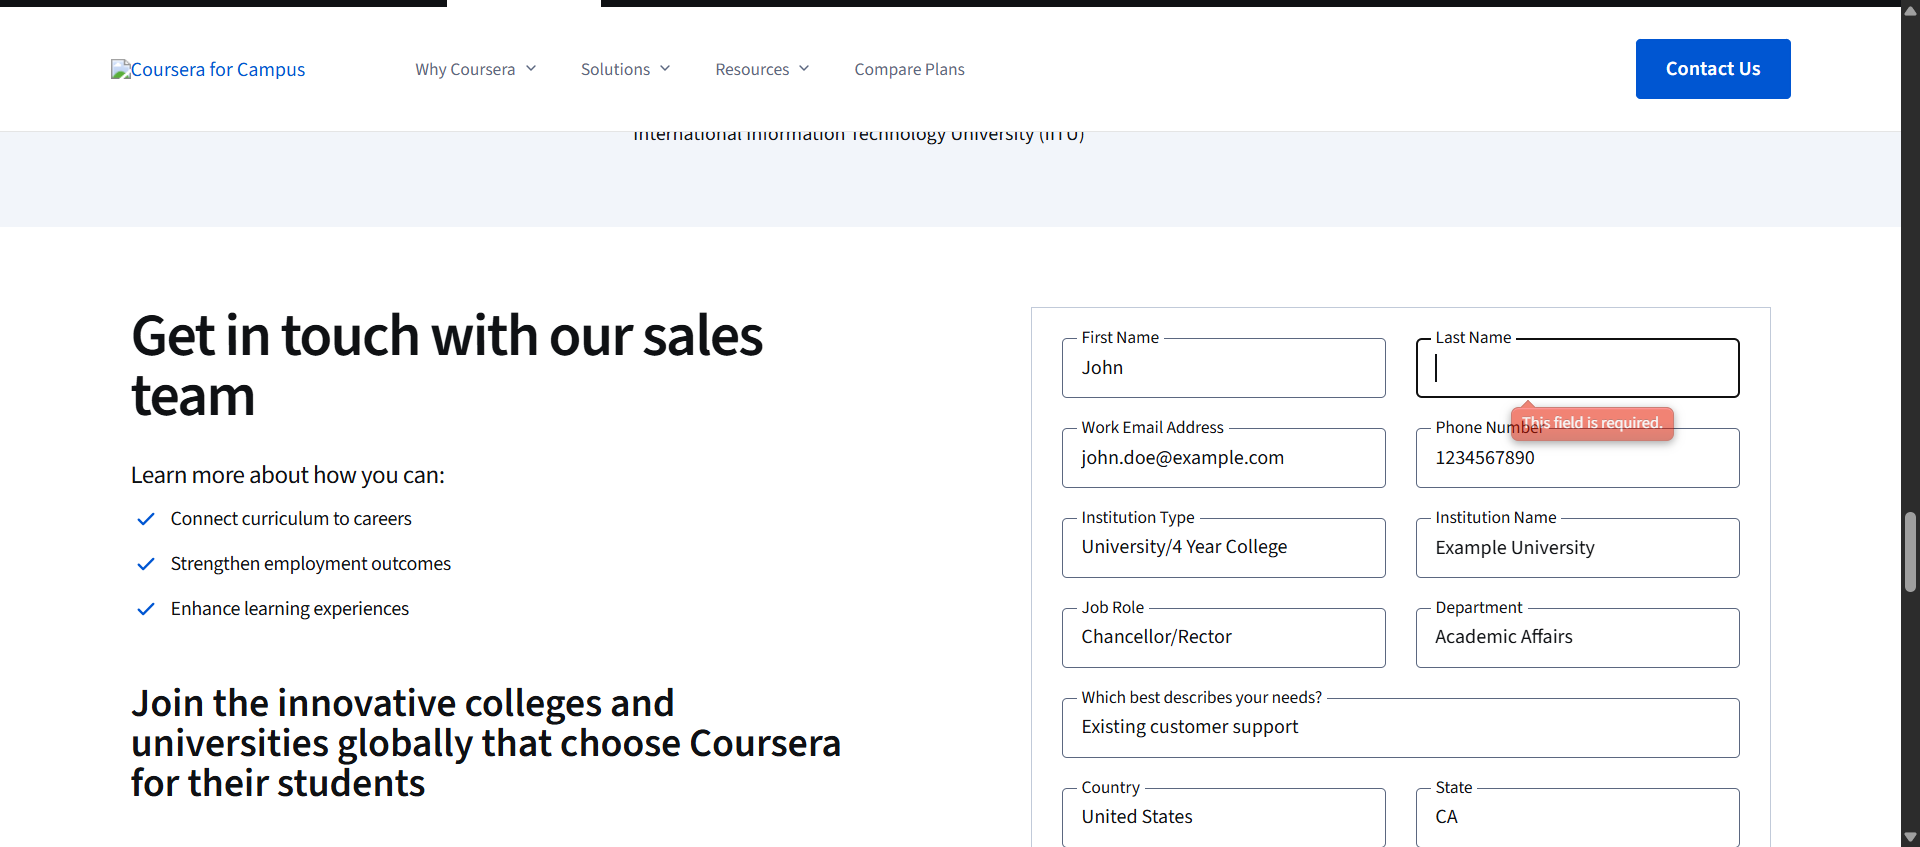 Coursera for Campus
Why Coursera
Solutions
Resources
Compare Plans
Contact Us
International Information Technology University (IITU)
Get in touch with our sales
team
Learn more about how you can:
Connect curriculum to careers
Strengthen employment outcomes
Enhance learning experiences
Join the innovative colleges and
universities globally that choose Coursera
for their students
First Name
John
Last Name
This field is required.
Work Email Address
john.doe@example.com
Phone Number
1234567890
Institution Type
University/4 Year College
Institution Name
Example University
Job Role
Chancellor/Rector
Department
Academic Affairs
Which best describes your needs?
Existing customer support
Country
United States
State
CA